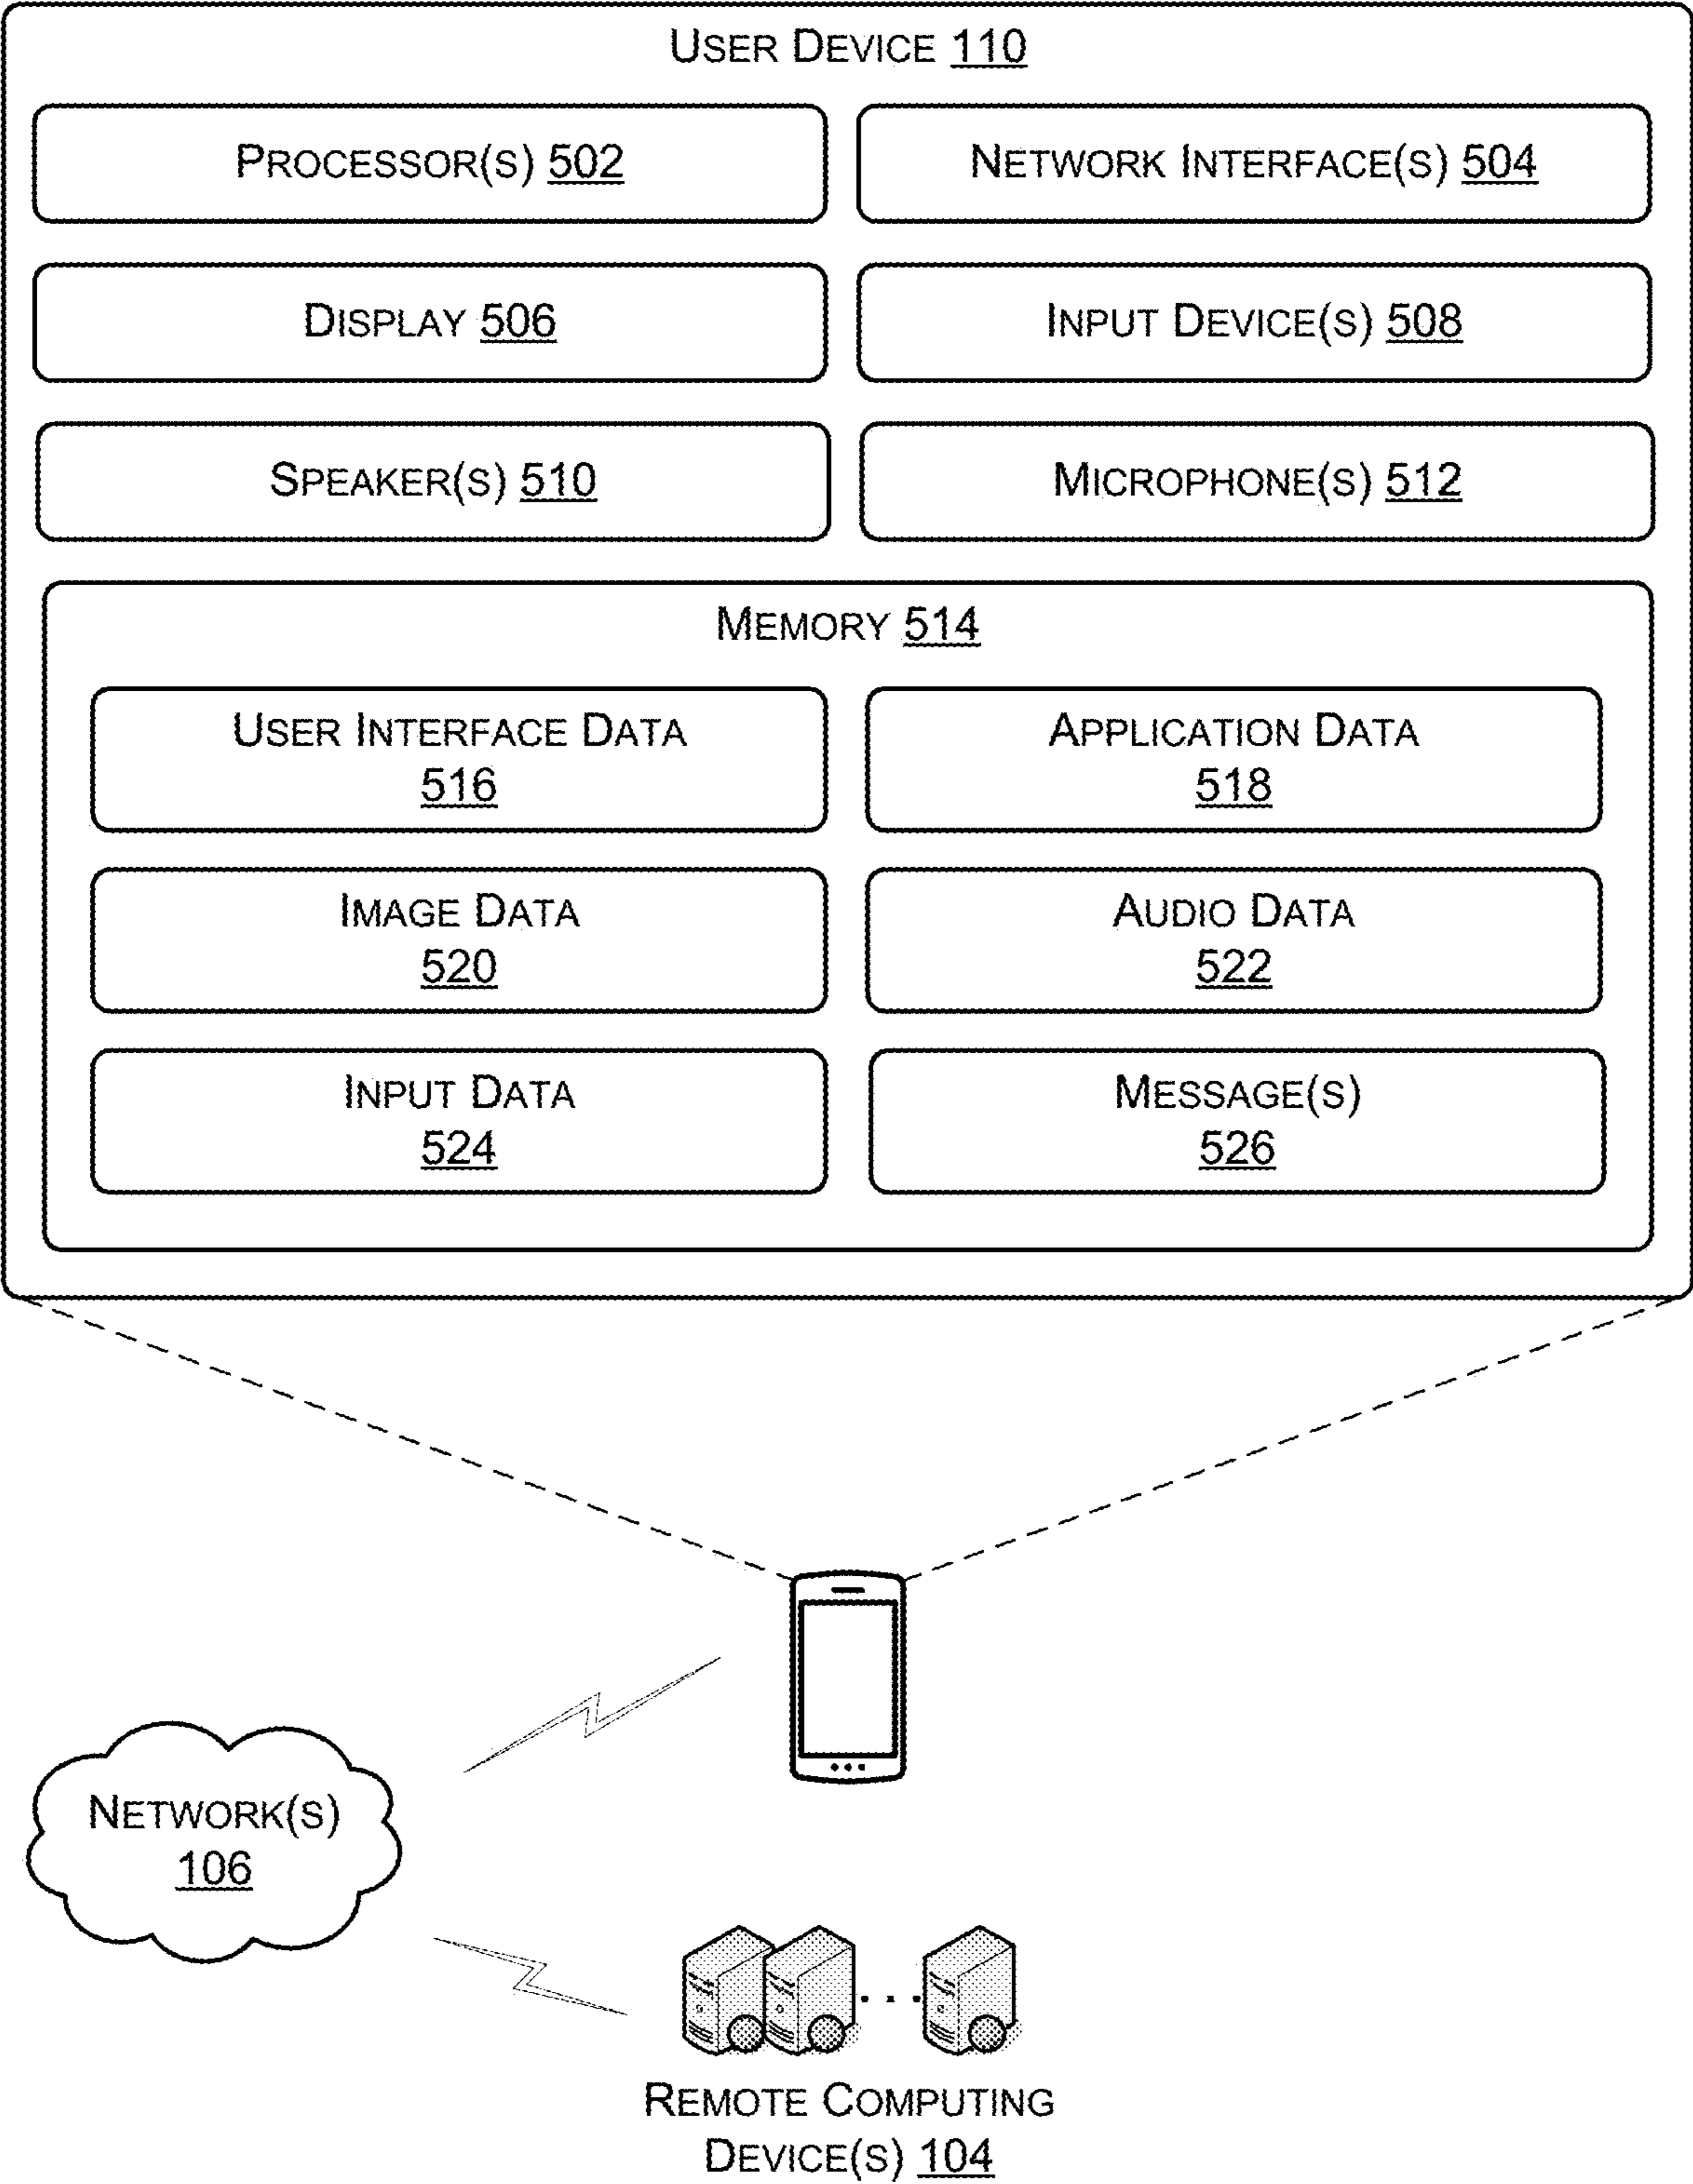 USER DEVICE 110
PROCESSOR(S) 502
NETWORK INTERFACE(S) 504
DISPLAY 506
INPUT DEVICE(S) 508
SPEAKER(S) 510
MICROPHONE(S) 512
MEMORY 514
USER INTERFACE DATA
516
APPLICATION DATA
518
IMAGE DATA
520
AUDIO DATA
522
INPUT DATA
524
MESSAGE(S)
526
NETWORK(S)
106
REMOTE COMPUTING
DEVICE(S) 104